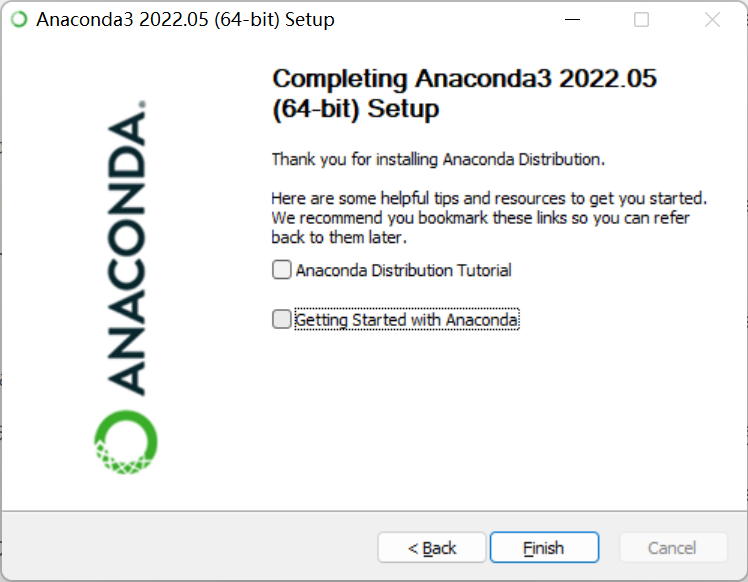 Anaconda3 2022.05 (64-bit) Setup
Completing Anaconda3 2022.05
(64-bit) Setup
Thank you for installing Anaconda Distribution.
Here are some helpful tips and resources to get you started.
We recommend you bookmark these links so you can refer
back to them later.
Anaconda Distribution Tutorial
Getting Started with Anaconda
ANACONDA.
< Back
Finish
Cancel